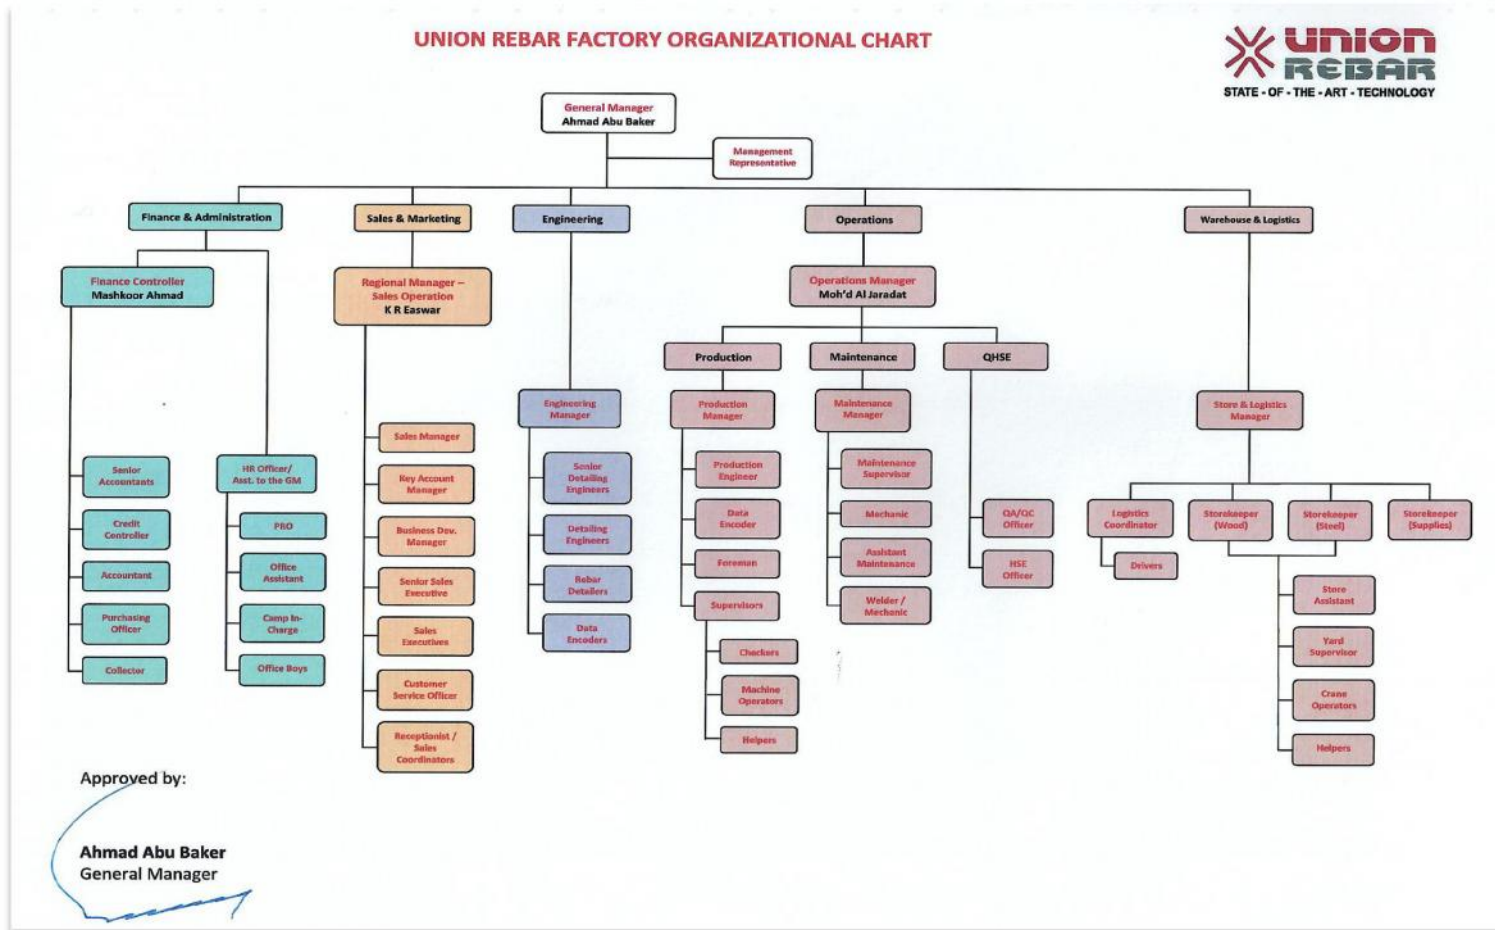 UNION REBAR FACTORY ORGANIZATIONAL CHART
UNION
REBAR
STATE - OF - THE - ART - TECHNOLOGY
General Manager
Ahmad Abu Baker
Management
Representative
Finance & Administration
Sales & Marketing
Engineering
Operations
Warehouse & Logistics
Finance Controller
Mashkoor Ahmad
Regional Manager –
Sales Operation
K R Easwar
Operations Manager
Moh'd Al Jaradat
Production
Maintenance
QHSE
Engineering
Manager
Production
Manager
Maintenance
Manager
Store & Logistics
Manager
Senior
Accountants
Credit
Controller
Accountant
Purchasing
Officer
Collector
HR Officer/
Asst. to the GM
PRO
Office
Assistant
Camp In-
Charge
Office Boys
Sales Manager
Key Account
Manager
Business Dev.
Manager
Senior Sales
Executive
Sales
Executives
Customer
Service Officer
Receptionist /
Sales
Coordinators
Senior
Detailing
Engineers
Detailing
Engineers
Rebar
Detailers
Data
Encoders
Production
Engineer
Data
Encoder
Foreman
Supervisors
Checkers
Machine
Operators
Helpers
Maintenance
Supervisor
Mechanic
Assistant
Maintenance
Welder /
Mechanic
QA/QC
Officer
HSE
Officer
Logistics
Coordinator
Drivers
Storekeeper
(Wood)
Storekeeper
(Steel)
Storekeeper
(Supplies)
Store
Assistant
Yard
Supervisor
Crane
Operators
Helpers
Approved by:
Ahmad Abu Baker
General Manager